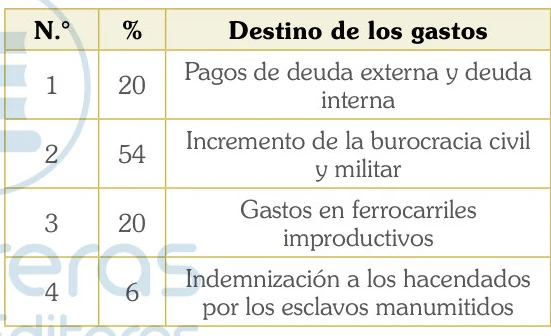 N.° % Destino de los gastos
1 20 Pagos de deuda externa y deuda
interna
2 54 Incremento de la burocracia civil
y militar
3 20 Gastos en ferrocarriles
improductivos
4 6 Indemnización a los hacendados
por los esclavos manumitidos